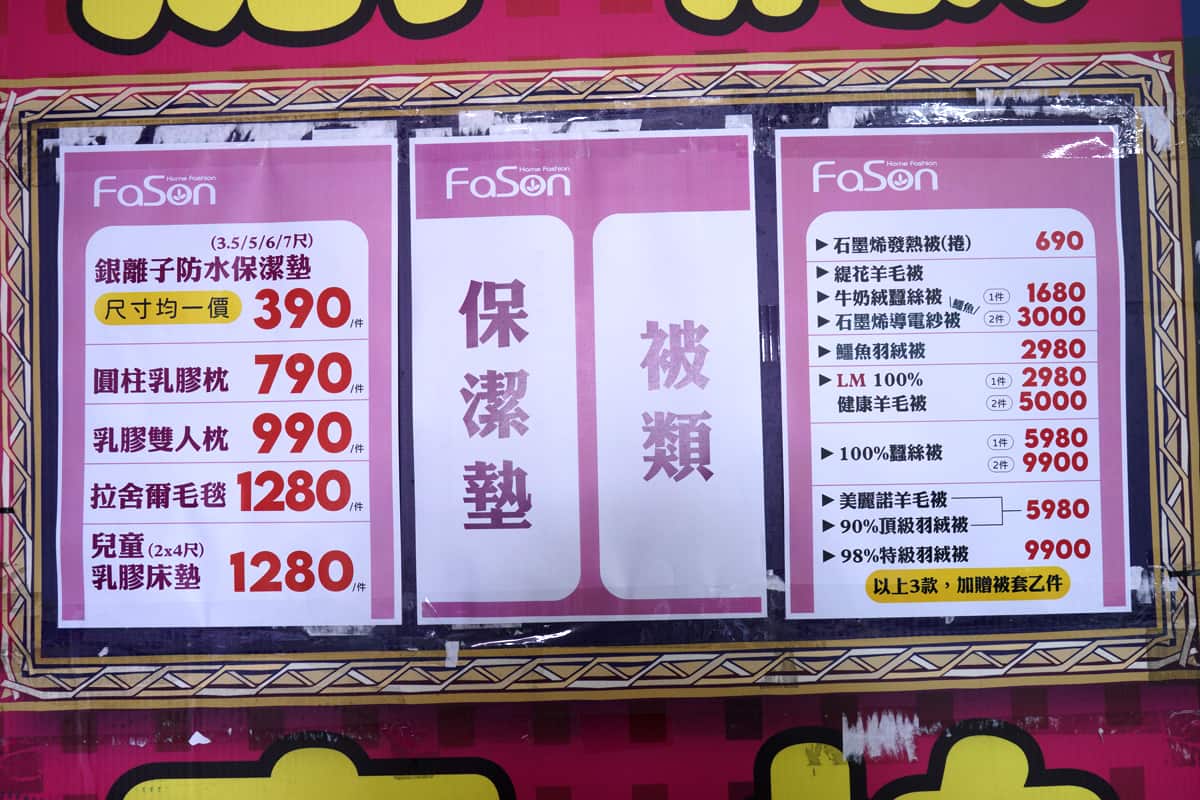 FaSon
Home Fashion
(3.5/5/6/7尺)
銀離子防水保潔墊
尺寸均一價 390/件
圓柱乳膠枕 790/件
乳膠雙人枕 990/件
拉舍爾毛毯 1280/件
兒童(2x4尺)
乳膠床墊 1280/件
FaSon
Home Fashion
保潔墊
被類
FaSon
Home Fashion
▶石墨烯發熱被(捲) 690
▶緹花羊毛被
▶牛奶絨蠶絲被 1件 1680
▶石墨烯導電紗被 \鱷魚/ 2件 3000
▶鱷魚羽絨被 2980
▶LM 100% 1件 2980
健康羊毛被 2件 5000
▶100%蠶絲被 1件 5980
2件 9900
▶美麗諾羊毛被
▶90%頂級羽絨被 5980
▶98%特級羽絨被 9900
以上3款，加贈被套乙件